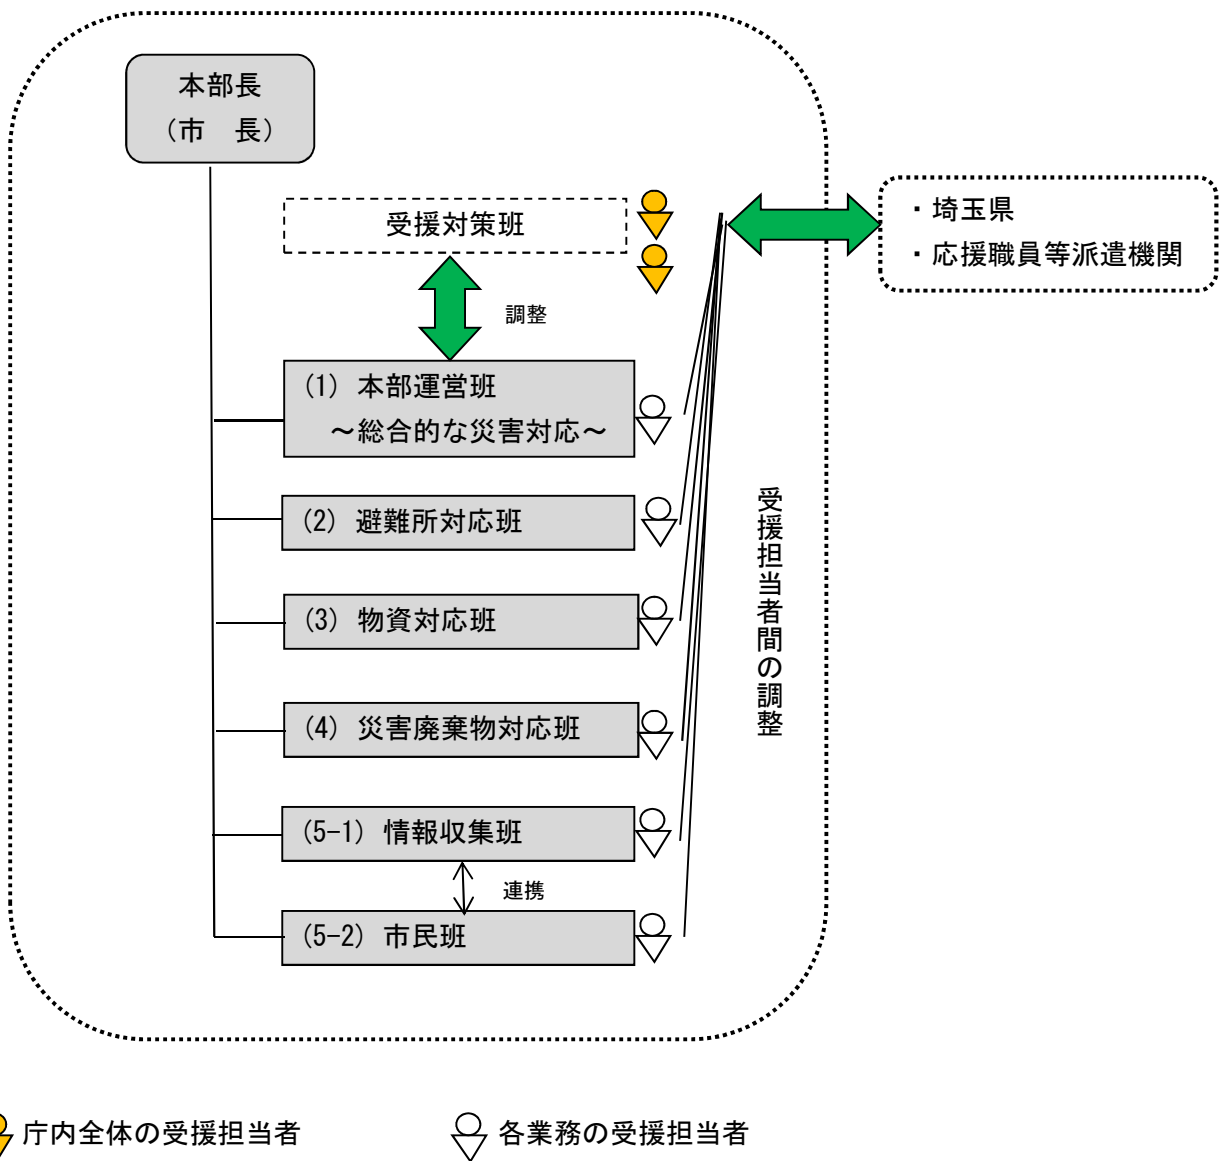 本部長
（市　長）
受援対策班
・埼玉県
・応援職員等派遣機関
調整
(1) 本部運営班
～総合的な災害対応～
(2) 避難所対応班
(3) 物資対応班
(4) 災害廃棄物対応班
(5-1) 情報収集班
連携
(5-2) 市民班
受援担当者間の調整
庁内全体の受援担当者
各業務の受援担当者